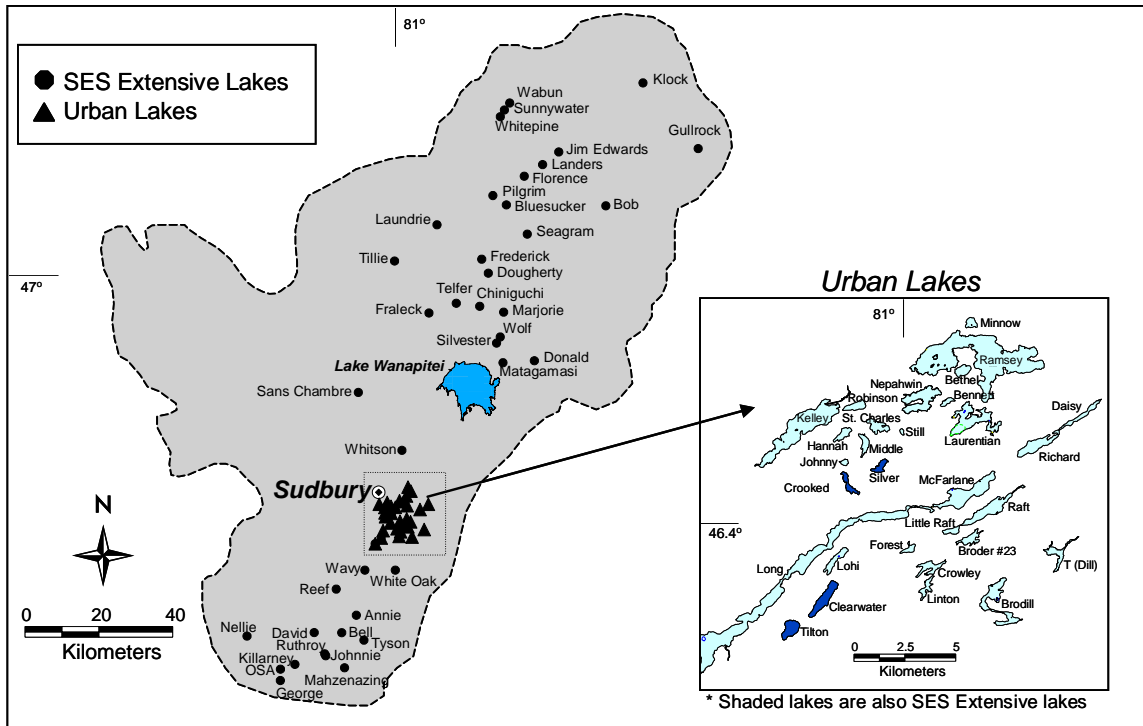 81º
SES Extensive Lakes
Urban Lakes
Klock
Wabun
Sunnywater
Whitepine
Gullrock
Jim Edwards
Landers
Florence
Pilgrim
Bluesucker
Bob
Laundrie
Seagram
Tillie
Frederick
Dougherty
47º
Telfer
Chiniguchi
Fraleck
Marjorie
Wolf
Silvester
Lake Wanapitei
Donald
Matagamasi
Sans Chambre
Whitson
Sudbury
N
Wavy
White Oak
Reef
Annie
Nellie
David
Bell
Ruthroy
Tyson
Johnnie
Killarney
OSA
Mahzenazing
George
0 20 40
Kilometers
Urban Lakes
81º
Minnow
Ramsey
Bethel
Nepahwin
Bennett
Robinson
Daisy
Kelley
St. Charles
Still
Laurentian
Hannah
Middle
Richard
Johnny
Silver
Crooked
McFarlane
Raft
Little Raft
46.4º
Forest
Broder #23
T (Dill)
Long
Lohi
Crowley
Linton
Clearwater
Brodill
Tilton
0 2.5 5
Kilometers
* Shaded lakes are also SES Extensive lakes